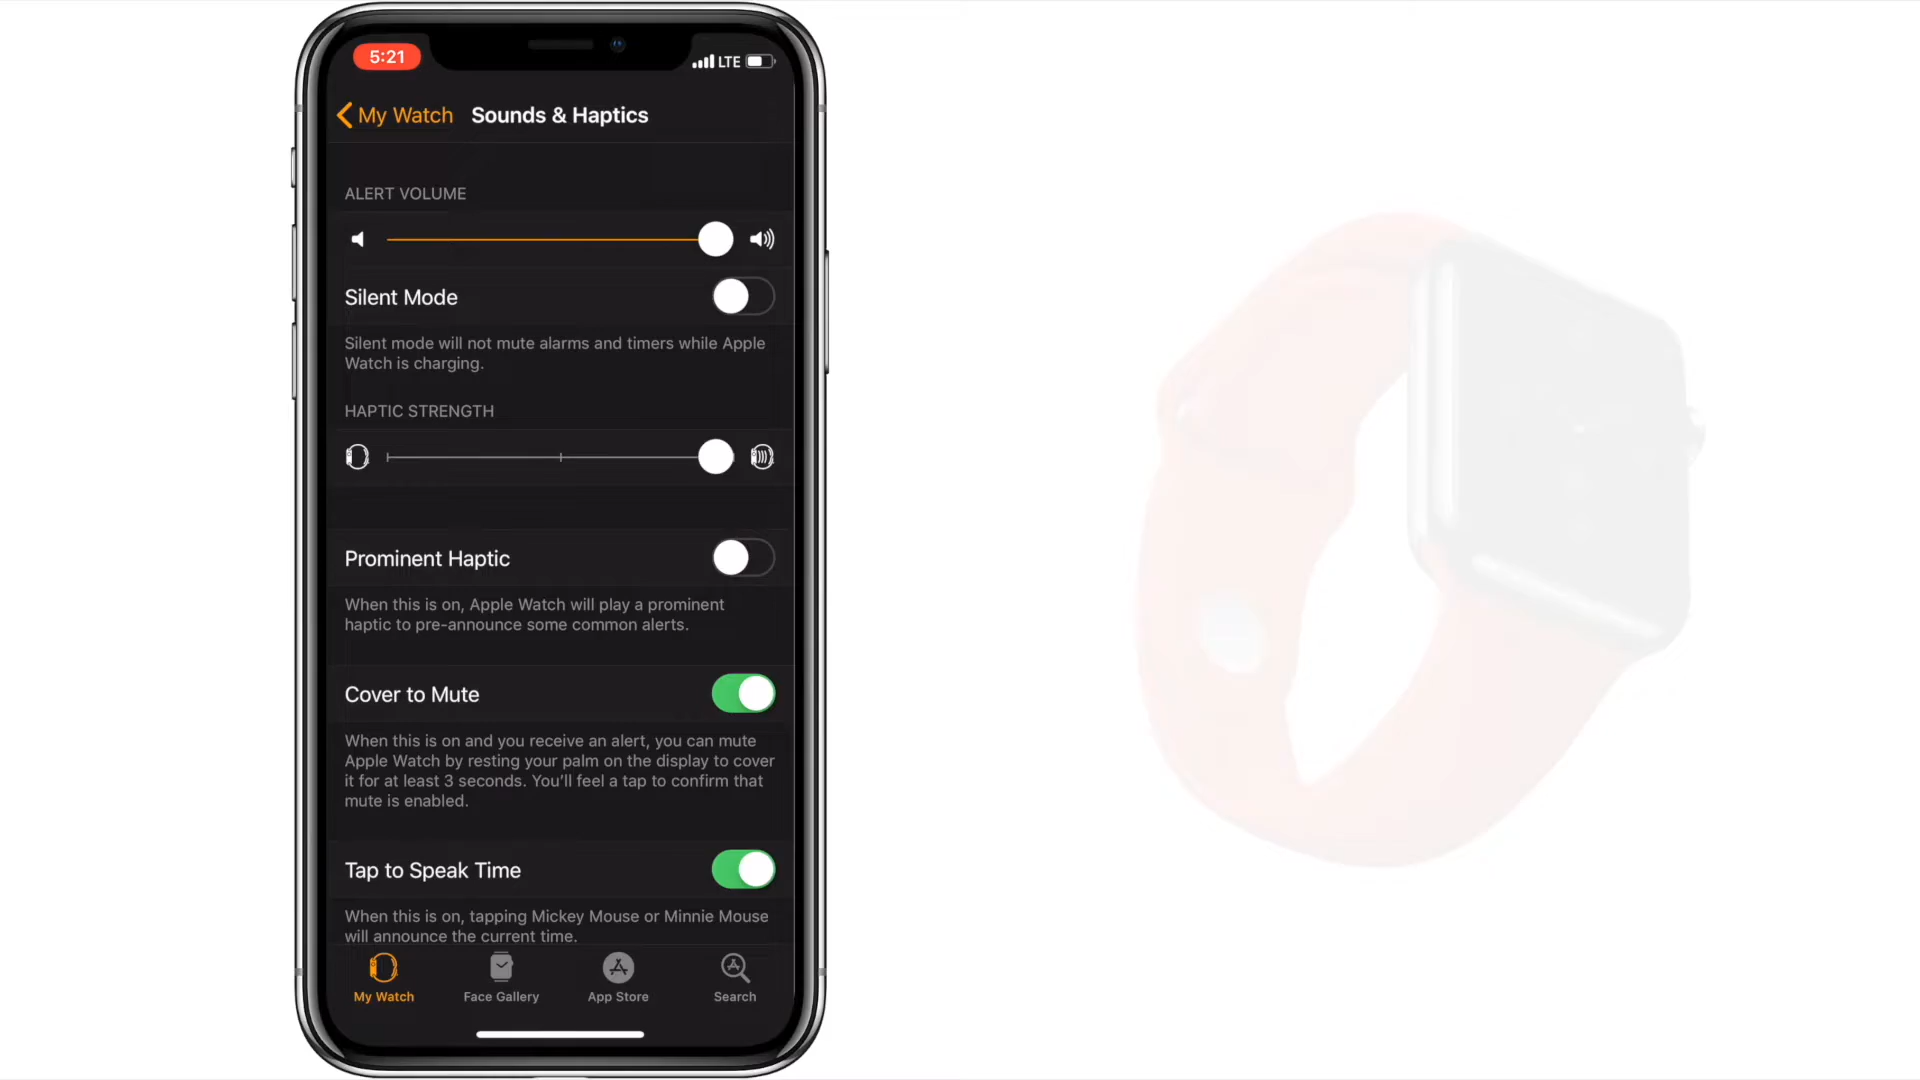 5:21
LTE
My Watch Sounds & Haptics
ALERT VOLUME
Silent Mode
Silent mode will not mute alarms and timers while Apple
Watch is charging.
HAPTIC STRENGTH
Prominent Haptic
When this is on, Apple Watch will play a prominent
haptic to pre-announce some common alerts.
Cover to Mute
When this is on and you receive an alert, you can mute
Apple Watch by resting your palm on the display to cover
it for at least 3 seconds. You’ll feel a tap to confirm that
mute is enabled.
Tap to Speak Time
When this is on, tapping Mickey Mouse or Minnie Mouse
will announce the current time.
My Watch Face Gallery App Store Search